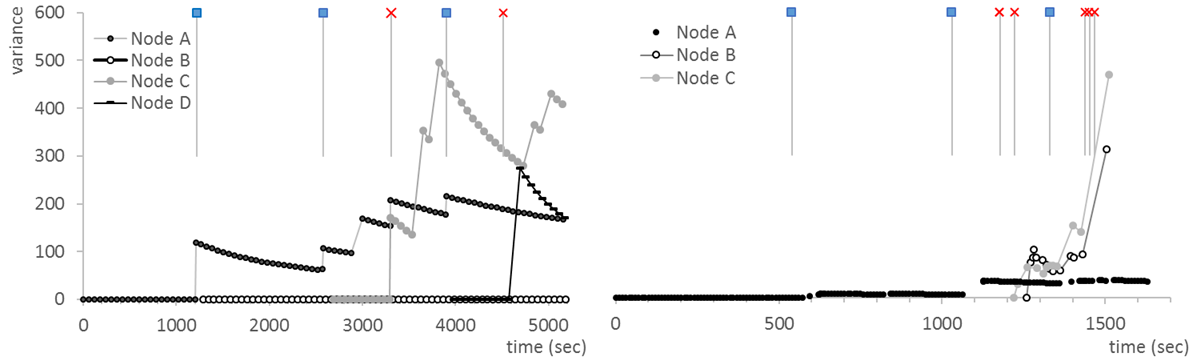 variance
600
500
400
300
200
100
0
Node A
Node B
Node C
Node D
0 1000 2000 3000 4000 5000
time (sec)
Node A
Node B
Node C
0 500 1000 1500
time (sec)